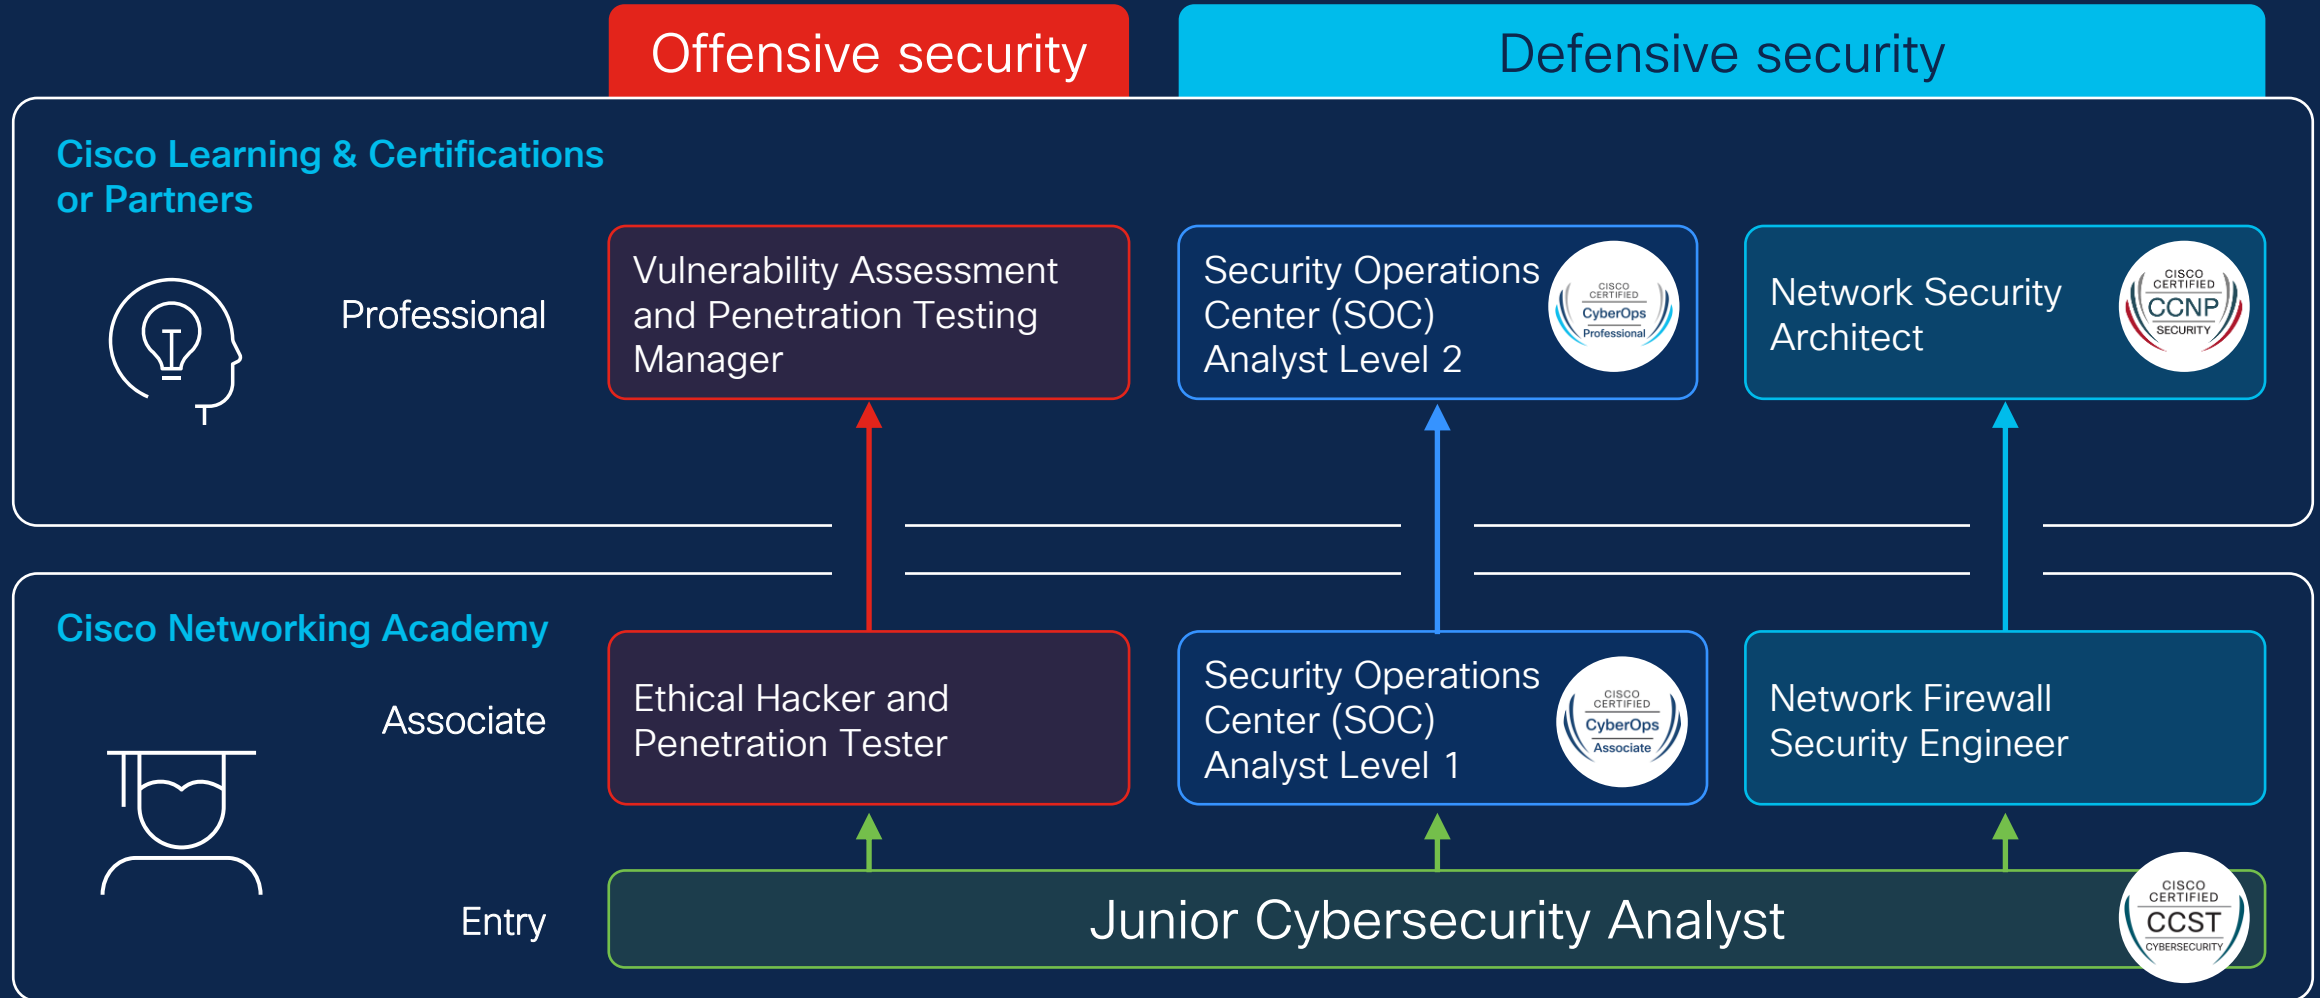 Offensive security
Defensive security
Cisco Learning & Certifications
or Partners
Professional
Vulnerability Assessment
and Penetration Testing
Manager
Security Operations
Center (SOC)
Analyst Level 2
CISCO
CERTIFIED
CyberOps
Professional
Network Security
Architect
CISCO
CERTIFIED
CCNP
SECURITY
Cisco Networking Academy
Associate
Ethical Hacker and
Penetration Tester
Security Operations
Center (SOC)
Analyst Level 1
CISCO
CERTIFIED
CyberOps
Associate
Network Firewall
Security Engineer
Entry
Junior Cybersecurity Analyst
CISCO
CERTIFIED
CCST
CYBERSECURITY